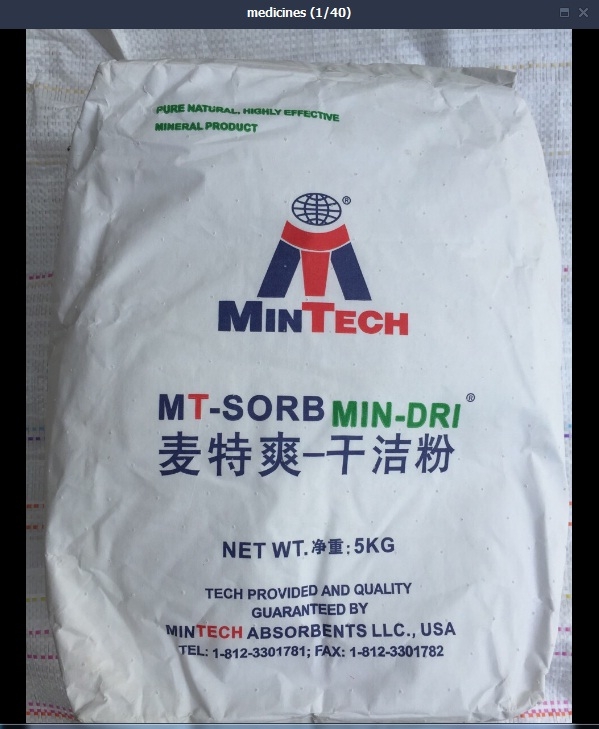 medicines (1/40)
PURE NATURAL, HIGHLY EFFECTIVE
MINERAL PRODUCT
®
MINTECH
MT-SORB MIN-DRI®
麦特爽-干洁粉
NET WT. 净重: 5KG
TECH PROVIDED AND QUALITY
GUARANTEED BY
MINTECH ABSORBENTS LLC., USA
TEL: 1-812-3301781; FAX: 1-812-3301782